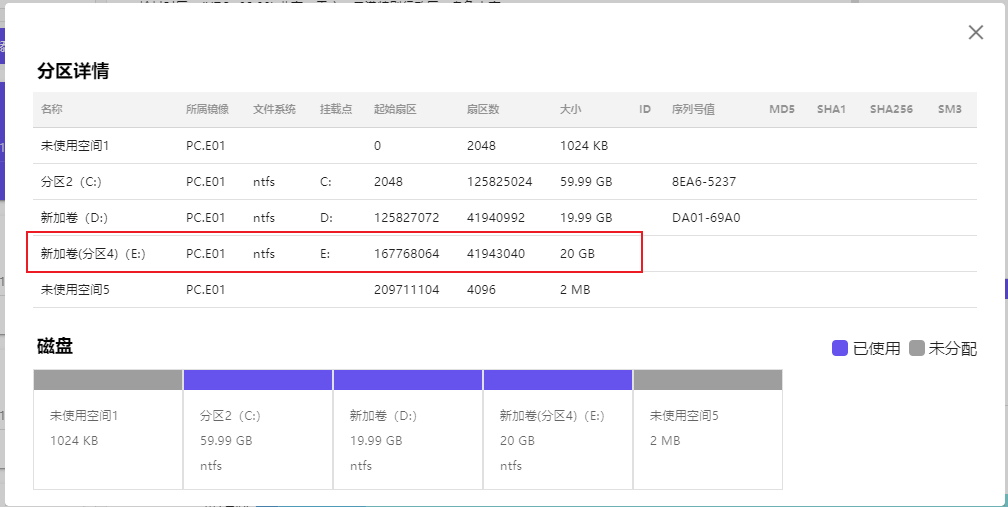 分区详情
名称 所属镜像 文件系统 挂载点 起始扇区 扇区数 大小 ID 序列号值 MD5 SHA1 SHA256 SM3
未使用空间1 PC.E01 0 2048 1024 KB
分区2（C:） PC.E01 ntfs C: 2048 125825024 59.99 GB 8EA6-5237
新加卷（D:） PC.E01 ntfs D: 125827072 41940992 19.99 GB DA01-69A0
新加卷(分区4)（E:） PC.E01 ntfs E: 167768064 41943040 20 GB
未使用空间5 PC.E01 209711104 4096 2 MB
磁盘 已使用 未分配
未使用空间1 分区2（C:） 新加卷（D:） 新加卷(分区4)（E:） 未使用空间5
1024 KB 59.99 GB 19.99 GB 20 GB 2 MB
ntfs ntfs ntfs